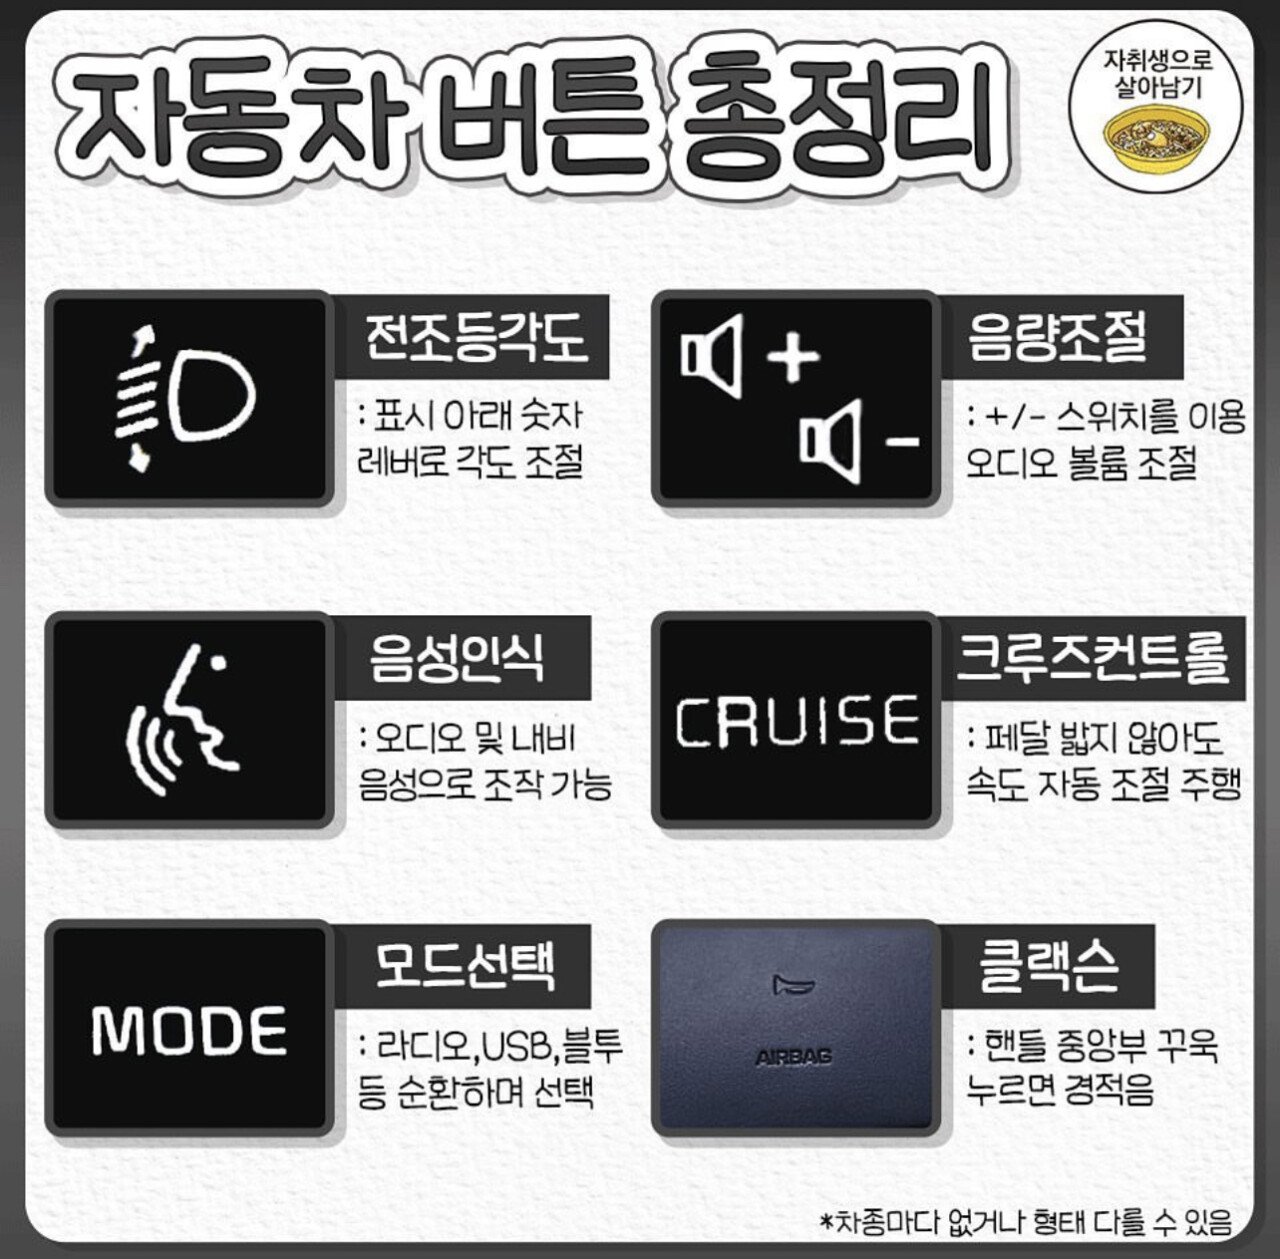 자동차 버튼 총정리
자취생으로
살아남기
전조등각도
: 표시 아래 숫자
레버로 각도 조절
음량조절
: +/- 스위치를 이용
오디오 볼륨 조절
음성인식
: 오디오 및 내비
음성으로 조작 가능
CRUISE
크루즈컨트롤
: 페달 밟지 않아도
속도 자동 조절 주행
MODE
모드선택
: 라디오,USB,블투
등 순환하며 선택
AIRBAG
클랙슨
: 핸들 중앙부 꾸욱
누르면 경적음
*차종마다 없거나 형태 다를 수 있음